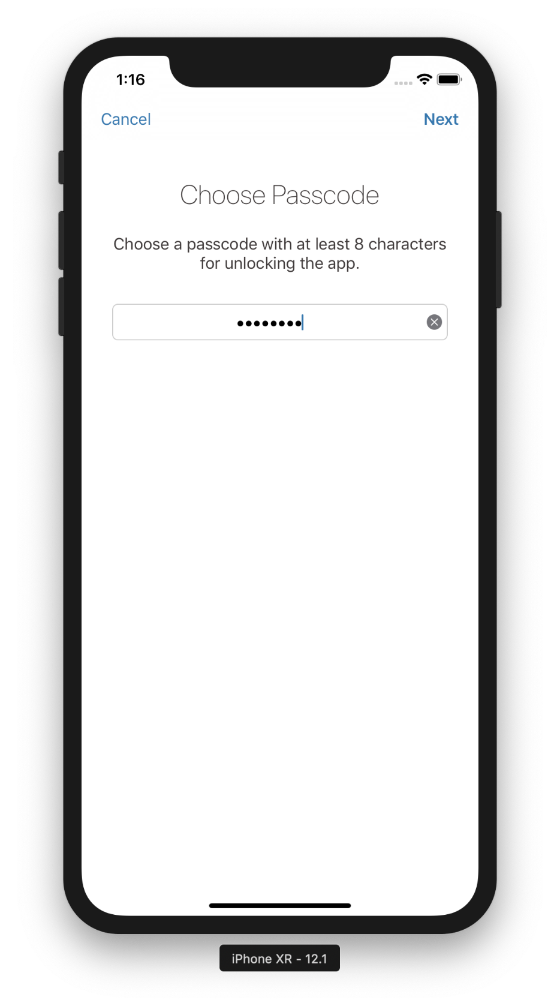 1:16
Cancel
Next
Choose Passcode
Choose a passcode with at least 8 characters
for unlocking the app.
••••••••
iPhone XR - 12.1